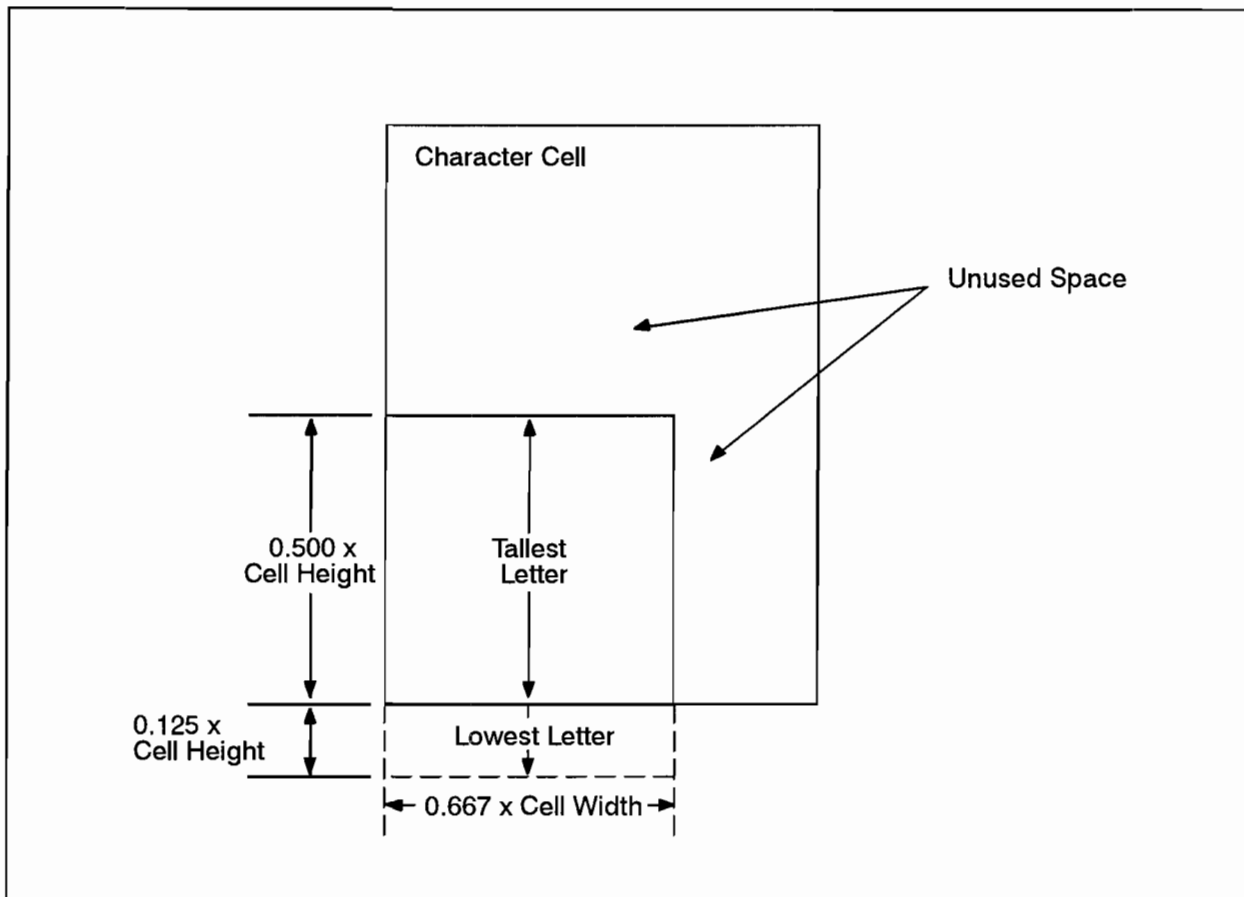 Character Cell
Unused Space
0.500 x
Cell Height
Tallest
Letter
0.125 x
Cell Height
Lowest Letter
0.667 x Cell Width